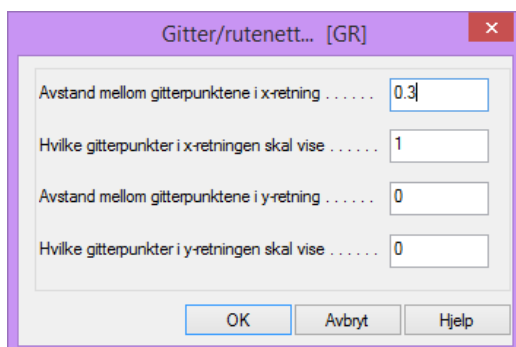 Gitter/rutenett... [GR]
Avstand mellom gitterpunktene i x-retning . . . . . . 0.3
Hvilke gitterpunkter i x-retningen skal vise . . . . . . 1
Avstand mellom gitterpunktene i y-retning . . . . . . 0
Hvilke gitterpunkter i y-retningen skal vise . . . . . . 0
OK Avbryt Hjelp